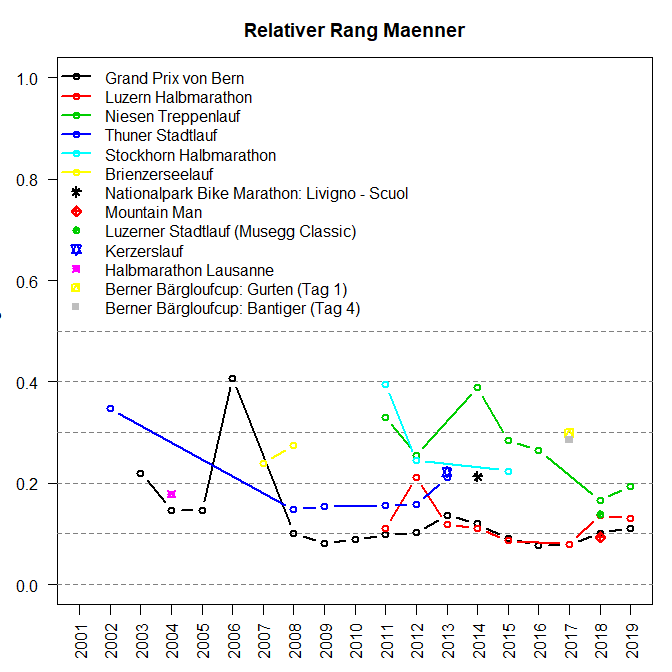 Relativer Rang Maenner
1.0
0.8
0.6
0.4
0.2
0.0
Grand Prix von Bern
Luzern Halbmarathon
Niesen Treppenlauf
Thuner Stadtlauf
Stockhorn Halbmarathon
Brienzerseelauf
Nationalpark Bike Marathon: Livigno - Scuol
Mountain Man
Luzerner Stadtlauf (Musegg Classic)
Kerzerslauf
Halbmarathon Lausanne
Berner Bärgloufcup: Gurten (Tag 1)
Berner Bärgloufcup: Bantiger (Tag 4)
2001
2002
2003
2004
2005
2006
2007
2008
2009
2010
2011
2012
2013
2014
2015
2016
2017
2018
2019